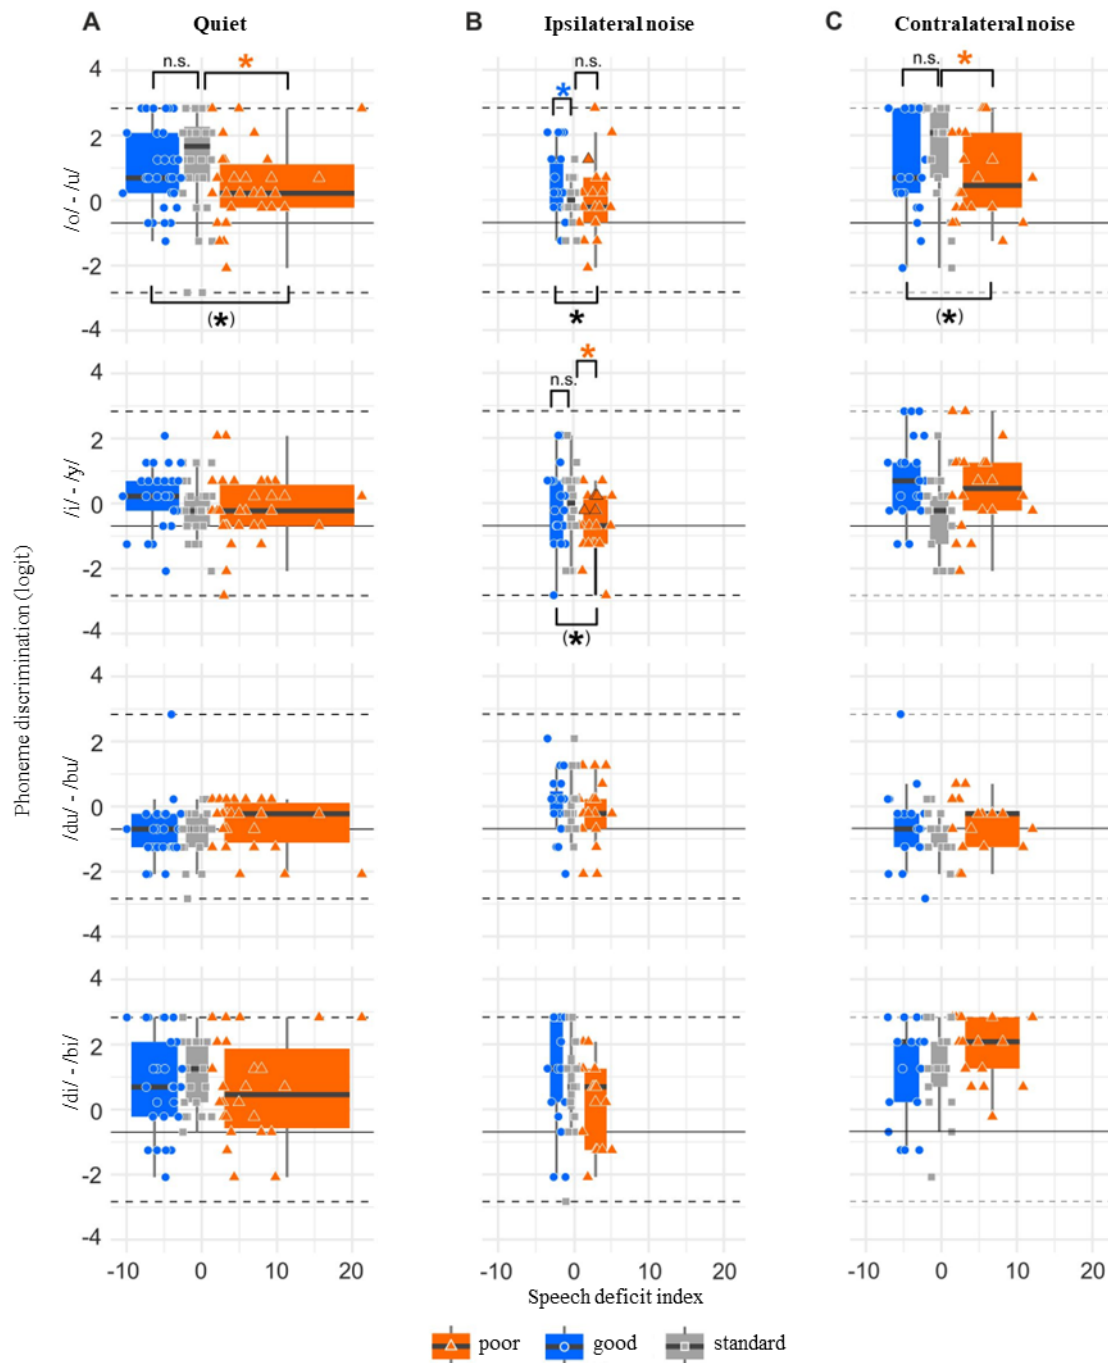 A Quiet B Ipsilateral noise C Contralateral noise
n.s. * n.s. n.s. *
* 
4 2 0 -2 -4
/o/ - /u/
(*) * (*)
*
n.s.
4 2 0 -2 -4
/i/ - /y/
(*)
Phoneme discrimination (logit)
4 2 0 -2 -4
/du/ - /bu/
4 2 0 -2 -4
/di/ - /bi/
-10 0 10 20 -10 0 10 20 -10 0 10 20
Speech deficit index
poor good standard